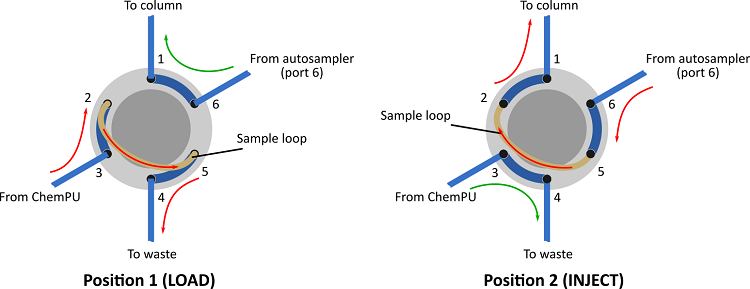 To column
From autosampler
(port 6)
1
2
6
Sample loop
3
5
4
From ChemPU
To waste
Position 1 (LOAD)
To column
From autosampler
(port 6)
1
2
6
Sample loop
3
5
4
From ChemPU
To waste
Position 2 (INJECT)